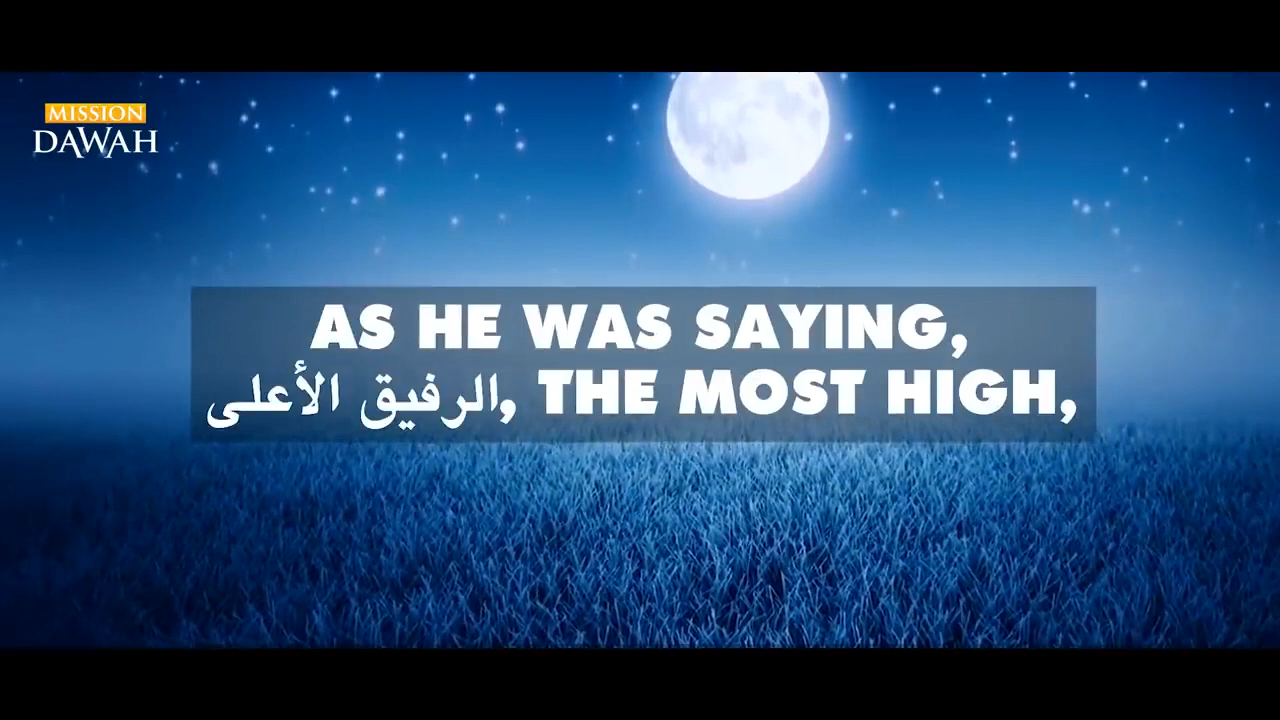 MISSION
DAWAH
AS HE WAS SAYING,
الرفيق الأعلى, THE MOST HIGH,